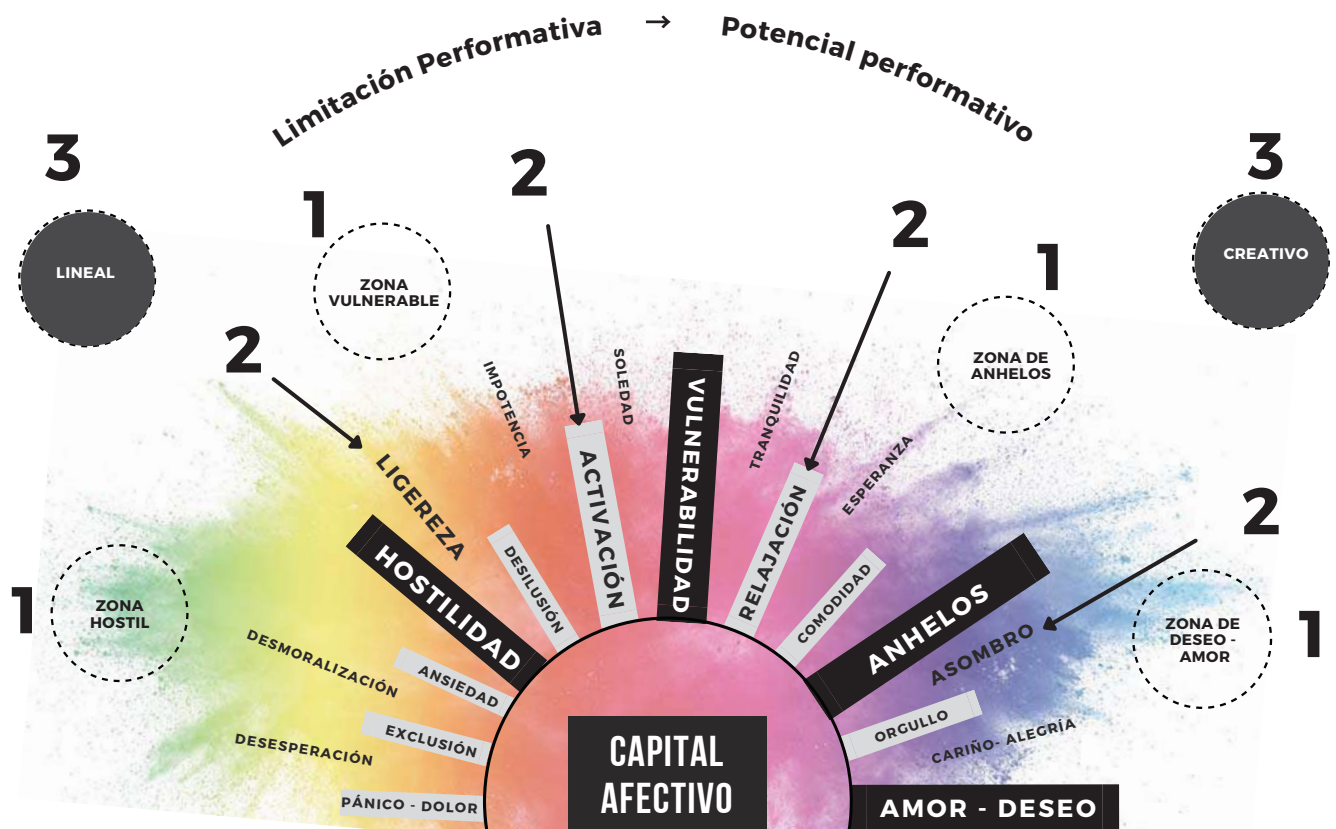 Limitación Performativa → Potencial performativo
3
LINEAL
1
ZONA
VULNERABLE
2
2
1
ZONA DE
ANHELOS
3
CREATIVO
2
LIGEREZA
IMPOTENCIA
SOLEDAD
ACTIVACIÓN
VULNERABILIDAD
TRANQUILIDAD
RELAJACIÓN
ESPERANZA
HOSTILIDAD
DESILUSIÓN
COMODIDAD
ANHELOS
ASOMBRO
2
1
ZONA
HOSTIL
ZONA DE
DESEO -
AMOR
1
DESMORALIZACIÓN
ANSIEDAD
EXCLUSIÓN
DESESPERACIÓN
PÁNICO - DOLOR
ORGULLO
CARIÑO- ALEGRÍA
AMOR - DESEO
CAPITAL
AFECTIVO